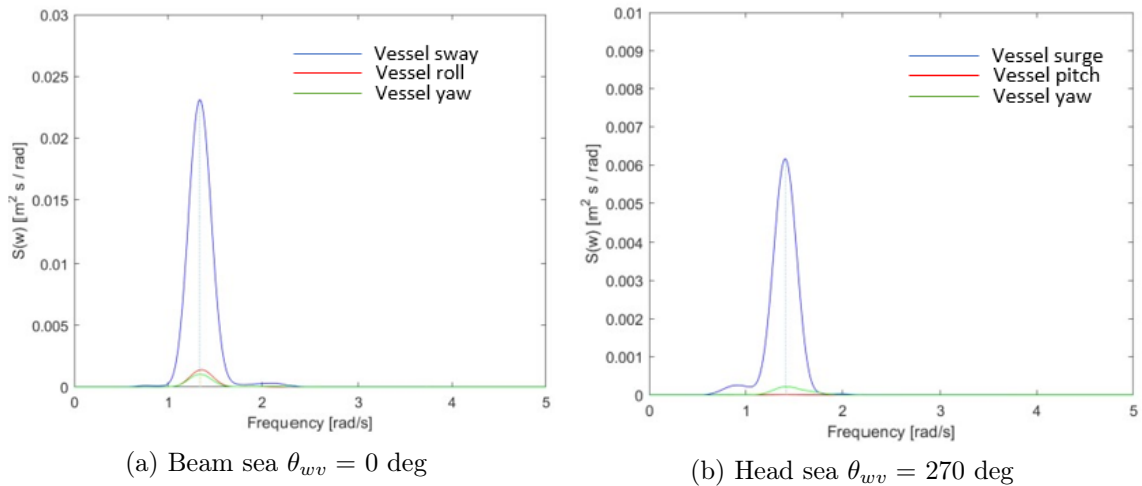 0.03
0.025
0.02
0.015
0.01
0.005
0
S(w) [m² s / rad]
Vessel sway
Vessel roll
Vessel yaw
0 1 2 3 4 5
Frequency [rad/s]
(a) Beam sea θwv = 0 deg
0.01
0.009
0.008
0.007
0.006
0.005
0.004
0.003
0.002
0.001
0
S(w) [m² s / rad]
Vessel surge
Vessel pitch
Vessel yaw
0 1 2 3 4 5
Frequency [rad/s]
(b) Head sea θwv = 270 deg